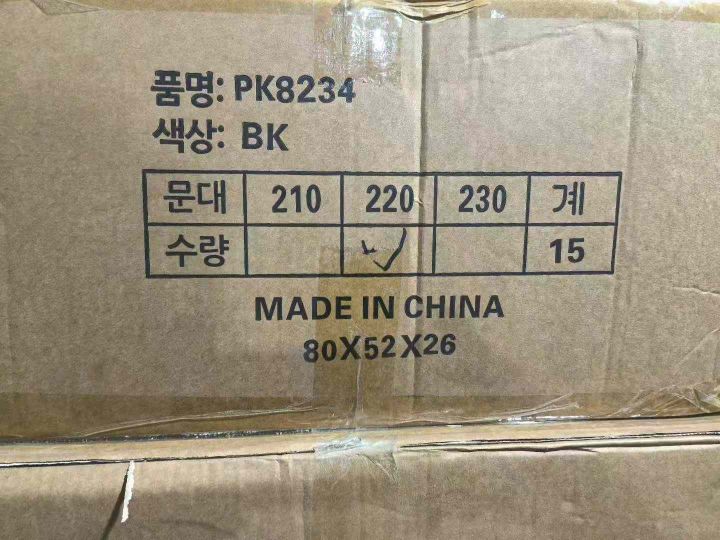 품명: PK8234
색상: BK
문대 210 220 230 계
수량 15
MADE IN CHINA
80X52X26